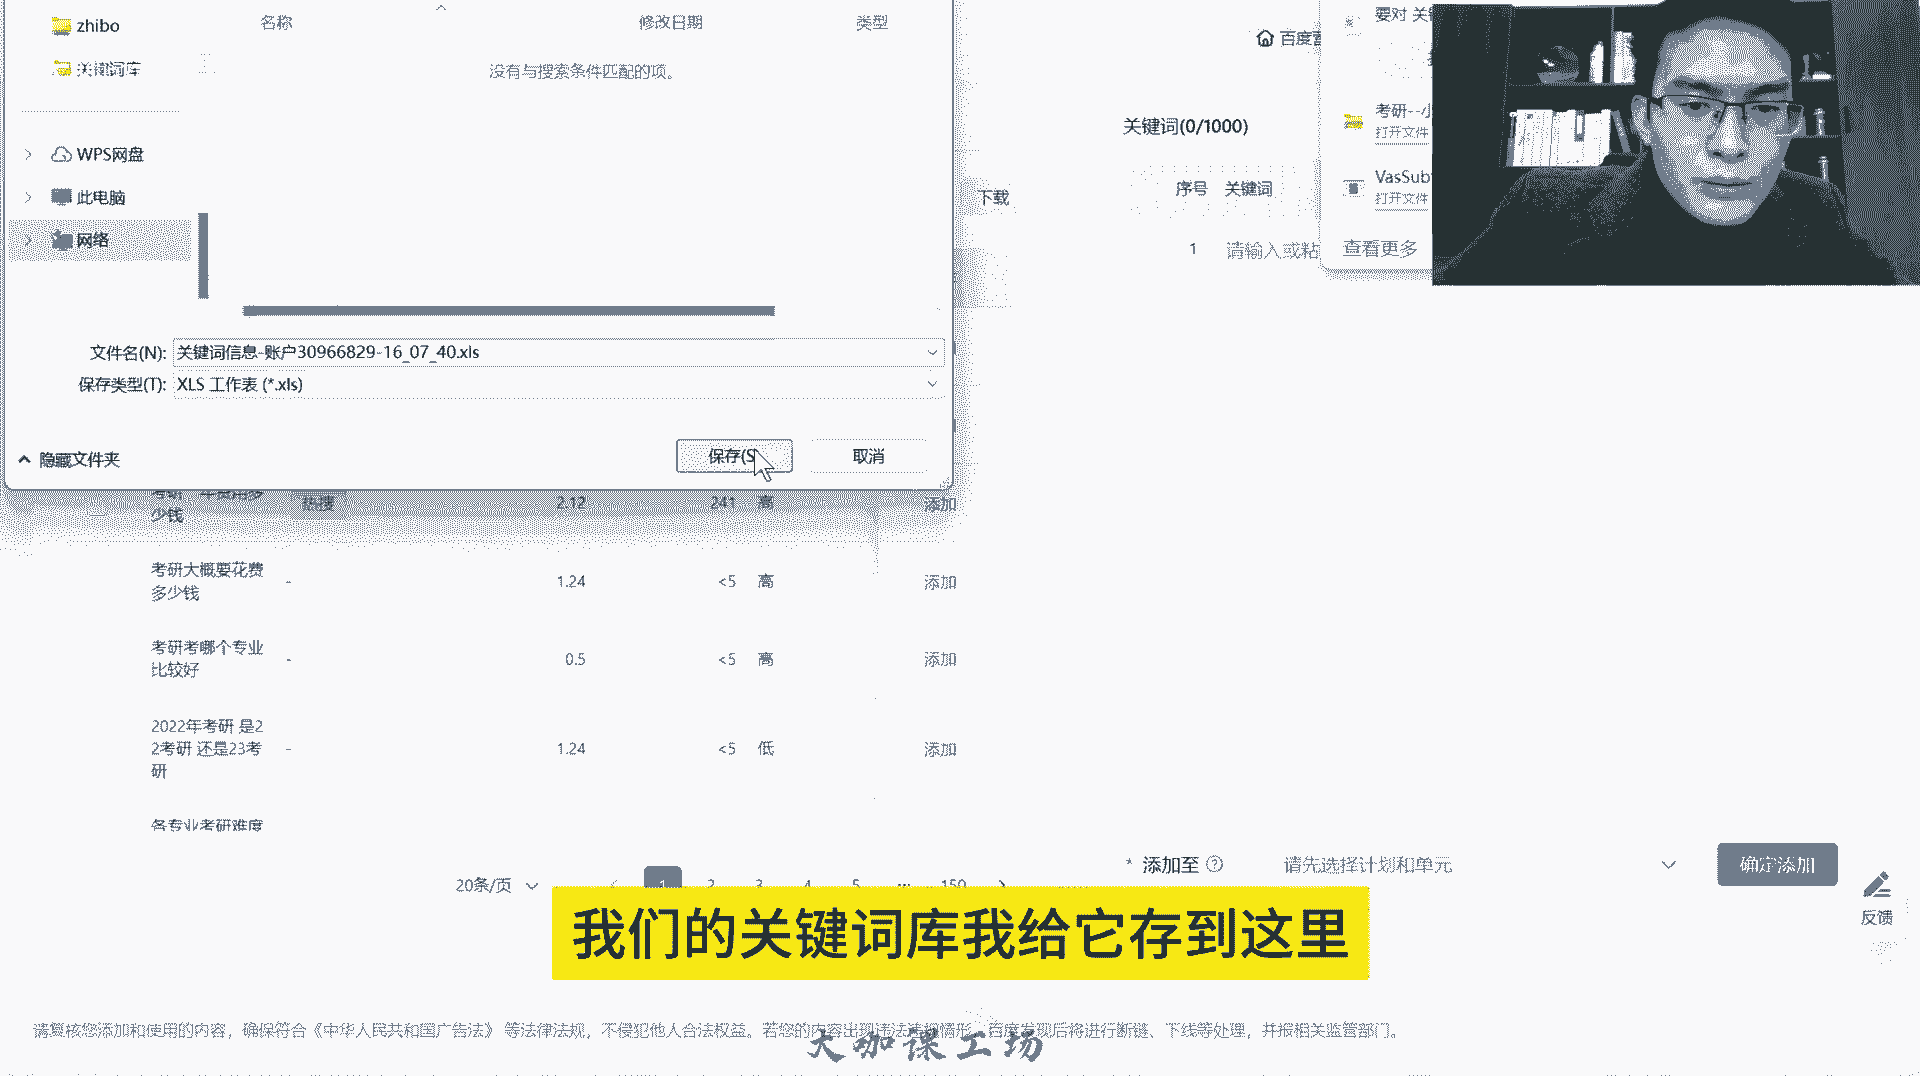 zhibo
名称
修改日期
类型
关键词库
没有与搜索条件匹配的项。
WPS网盘
此电脑
网络
文件名(N):
关键词信息-账户30966829-16_07_40.xls
保存类型(T):
XLS 工作表 (*.xls)
隐藏文件夹
保存(S
取消
要对 关
百度
关键词(0/1000)
考研--小
打开文件
下载
序号
关键词
VasSub
打开文件
1
请输入或粘
查看更多
少钱
热搜
2.12
241
高
添加
考研大概要花费
多少钱
-
1.24
<5
高
添加
考研考哪个专业
比较好
-
0.5
<5
高
添加
2022年考研 是2
2考研 还是23考
研
-
1.24
<5
低
添加
各专业考研难度
20条/页
1
2
3
4
5
150
* 添加至
请先选择计划和单元
确定添加
反馈
我们的关键词库我给它存到这里
请复核您添加和使用的内容，确保符合《中华人民共和国广告法》 等法律法规，不侵犯他人合法权益。若您的内容出现违法违规情形，百度发现后将进行断链、下线等处理，并报相关监管部门。
大咖课工场